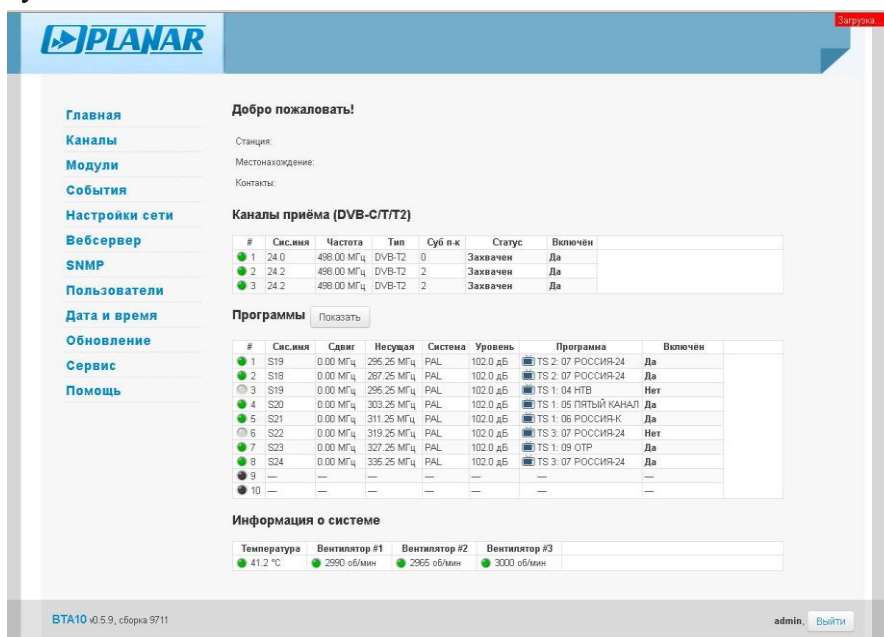 Загрузка...
PLANAR
Главная
Каналы
Модули
События
Настройки сети
Вебсервер
SNMP
Пользователи
Дата и время
Обновление
Сервис
Помощь
Добро пожаловать!
Станция:
Местонахождение:
Контакты:
Каналы приёма (DVB-C/T/T2)
# Сис.имя Частота Тип Суб п-к Статус Включён
1 24.0 498.00 МГц DVB-T2 0 Захвачен Да
2 24.2 498.00 МГц DVB-T2 2 Захвачен Да
3 24.2 498.00 МГц DVB-T2 2 Захвачен Да
Программы Показать
# Сис.имя Сдвиг Несущая Система Уровень Программа Включён
1 S19 0.00 МГц 295.25 МГц PAL 102.0 дБ TS 2: 07 РОССИЯ-24 Да
2 S18 0.00 МГц 287.25 МГц PAL 102.0 дБ TS 2: 07 РОССИЯ-24 Да
3 S19 0.00 МГц 295.25 МГц PAL 102.0 дБ TS 1: 04 НТВ Нет
4 S20 0.00 МГц 303.25 МГц PAL 102.0 дБ TS 1: 05 ПЯТЫЙ КАНАЛ Да
5 S21 0.00 МГц 311.25 МГц PAL 102.0 дБ TS 1: 06 РОССИЯ-К Да
6 S22 0.00 МГц 319.25 МГц PAL 102.0 дБ TS 3: 07 РОССИЯ-24 Нет
7 S23 0.00 МГц 327.25 МГц PAL 102.0 дБ TS 1: 09 ОТР Да
8 S24 0.00 МГц 335.25 МГц PAL 102.0 дБ TS 3: 07 РОССИЯ-24 Да
9 — — — — — — —
10 — — — — — — —
Информация о системе
Температура Вентилятор #1 Вентилятор #2 Вентилятор #3
41.2 °C 2990 об/мин 2965 об/мин 3000 об/мин
BTA10 v0.5.9, сборка 9711
admin, Выйти